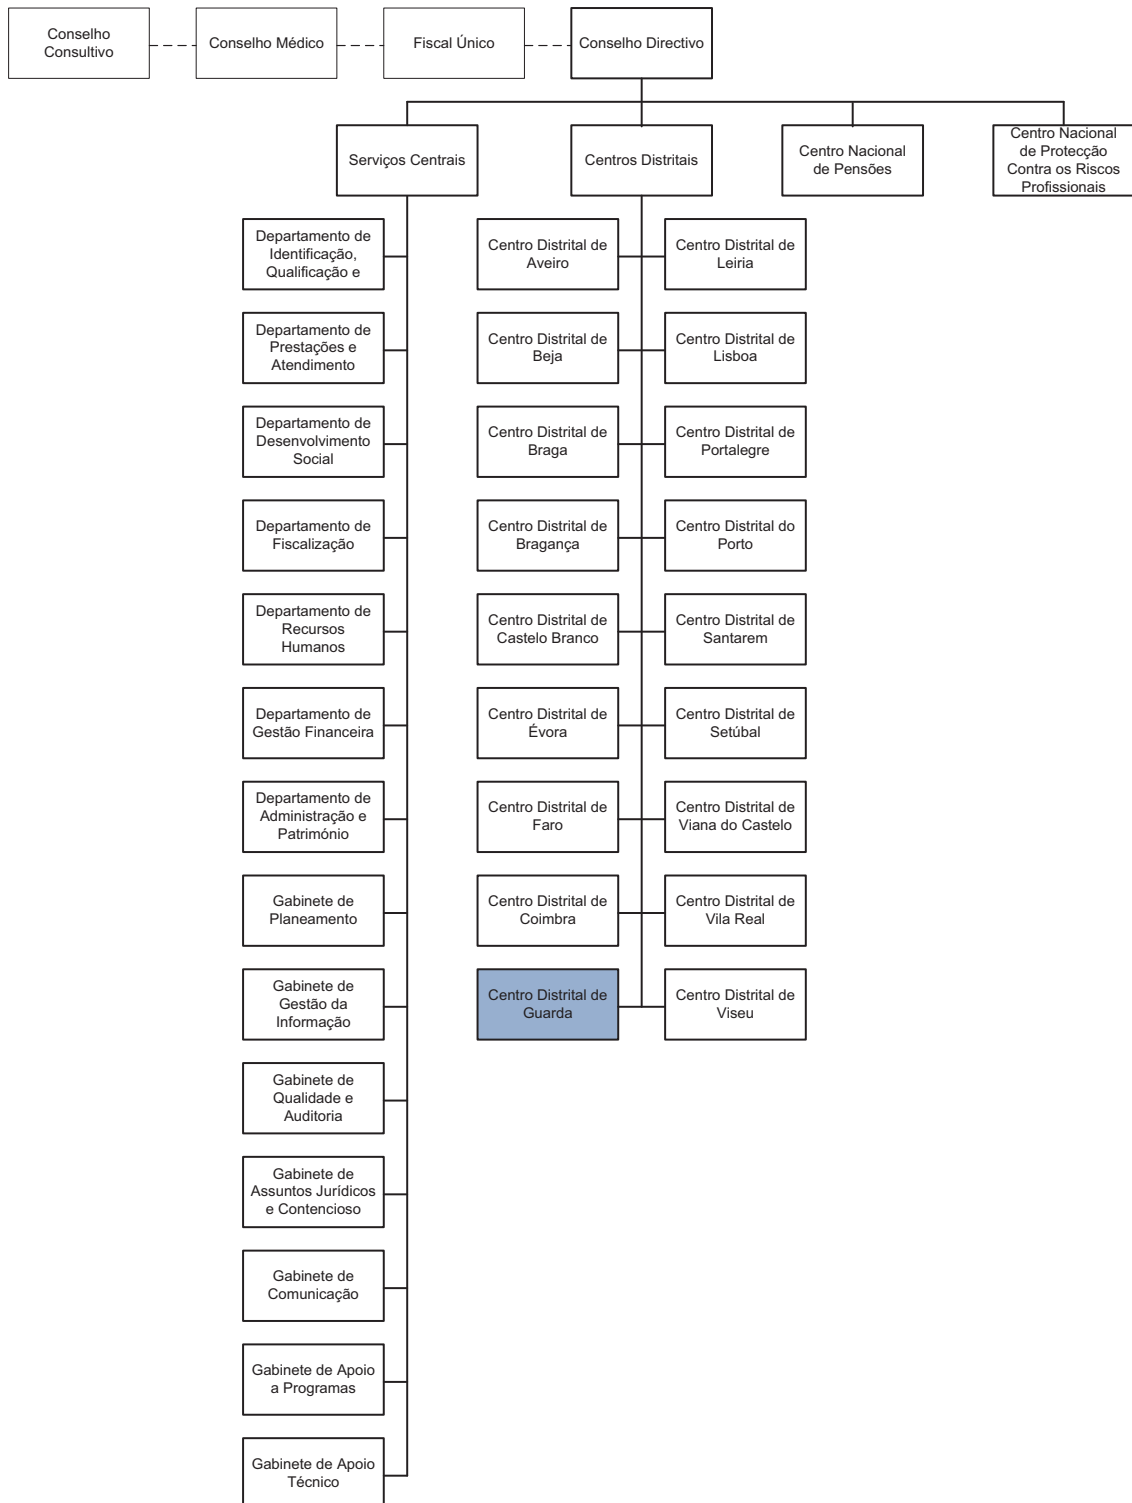 Conselho
Consultivo
Conselho Médico
Fiscal Único
Conselho Directivo
Serviços Centrais
Centros Distritais
Centro Nacional
de Pensões
Centro Nacional
de Protecção
Contra os Riscos
Profissionais
Departamento de
Identificação,
Qualificação e
Departamento de
Prestações e
Atendimento
Departamento de
Desenvolvimento
Social
Departamento de
Fiscalização
Departamento de
Recursos
Humanos
Departamento de
Gestão Financeira
Departamento de
Administração e
Património
Gabinete de
Planeamento
Gabinete de
Gestão da
Informação
Gabinete de
Qualidade e
Auditoria
Gabinete de
Assuntos Jurídicos
e Contencioso
Gabinete de
Comunicação
Gabinete de Apoio
a Programas
Gabinete de Apoio
Técnico
Centro Distrital de
Aveiro
Centro Distrital de
Beja
Centro Distrital de
Braga
Centro Distrital de
Bragança
Centro Distrital de
Castelo Branco
Centro Distrital de
Évora
Centro Distrital de
Faro
Centro Distrital de
Coimbra
Centro Distrital de
Guarda
Centro Distrital de
Leiria
Centro Distrital de
Lisboa
Centro Distrital de
Portalegre
Centro Distrital do
Porto
Centro Distrital de
Santarem
Centro Distrital de
Setúbal
Centro Distrital de
Viana do Castelo
Centro Distrital de
Vila Real
Centro Distrital de
Viseu